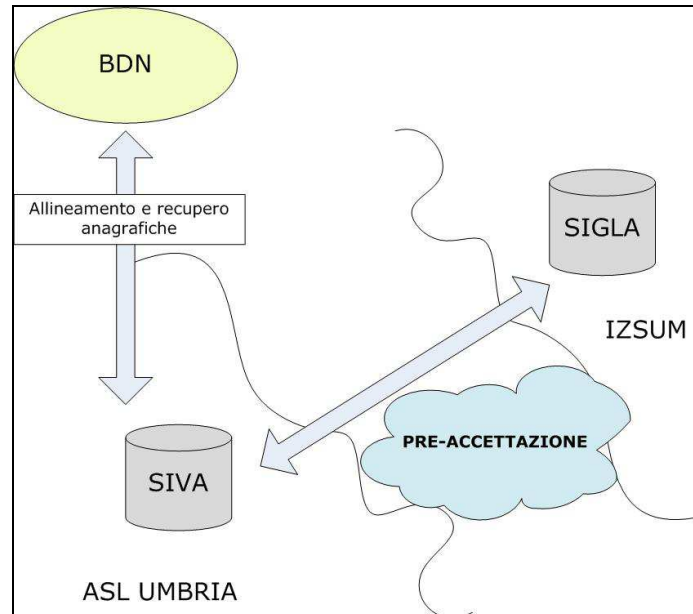 BDN
Allineamento e recupero
anagrafiche
SIGLA
IZSUM
PRE-ACCETTAZIONE
SIVA
ASL UMBRIA